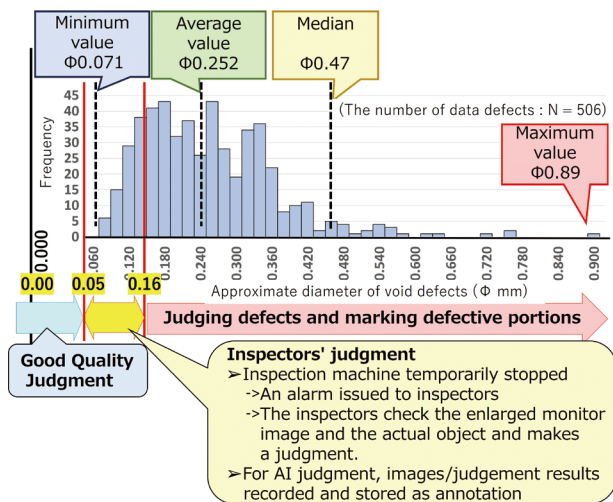 Minimum
value
Φ0.071
Average
value
Φ0.252
Median
Φ0.47
(The number of data defects : N = 506)
Maximum
value
Φ0.89
Frequency
45
40
35
30
25
20
15
10
5
0
0.000
0.060
0.120
0.180
0.240
0.300
0.360
0.420
0.480
0.540
0.600
0.660
0.720
0.780
0.840
0.900
0.00
0.05
0.16
Approximate diameter of void defects (Φ mm)
Judging defects and marking defective portions
Good Quality
Judgment
Inspectors' judgment
➢Inspection machine temporarily stopped
->An alarm issued to inspectors
->The inspectors check the enlarged monitor
image and the actual object and makes
a judgment.
➢For AI judgment, images/judgement results
recorded and stored as annotation